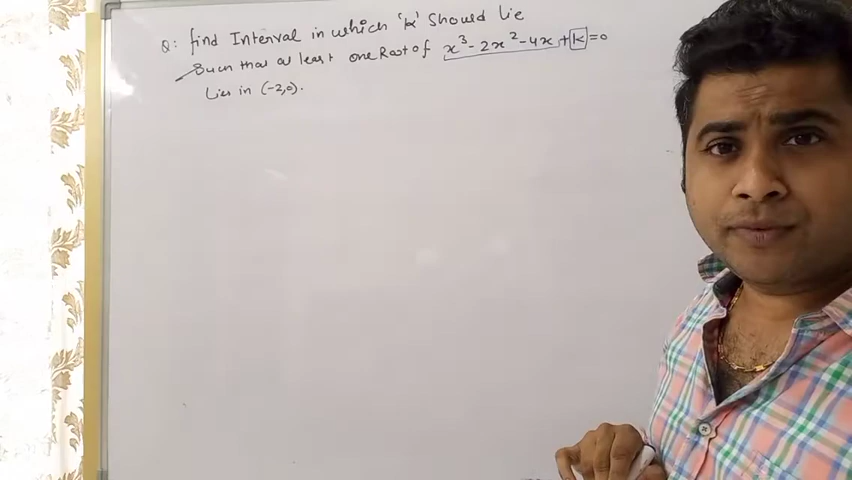 Q: find Interval in which 'k' should lie
Such that at least one Root of x³-2x²-4x+k=0
Lies in (-2,0).